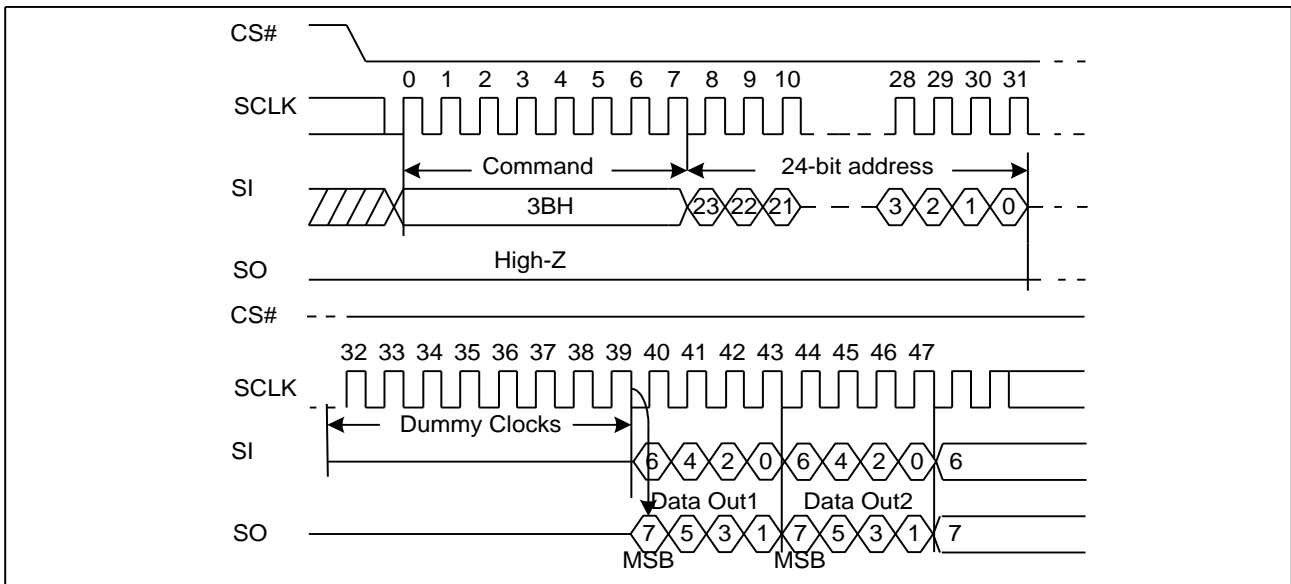 CS#
0 1 2 3 4 5 6 7 8 9 10 28 29 30 31
SCLK
Command 24-bit address
SI 3BH 23 22 21 3 2 1 0
High-Z
SO
CS#
32 33 34 35 36 37 38 39 40 41 42 43 44 45 46 47
SCLK
Dummy Clocks
SI 6 4 2 0 6 4 2 0 6
Data Out1 Data Out2
SO 7 5 3 1 7 5 3 1 7
MSB MSB